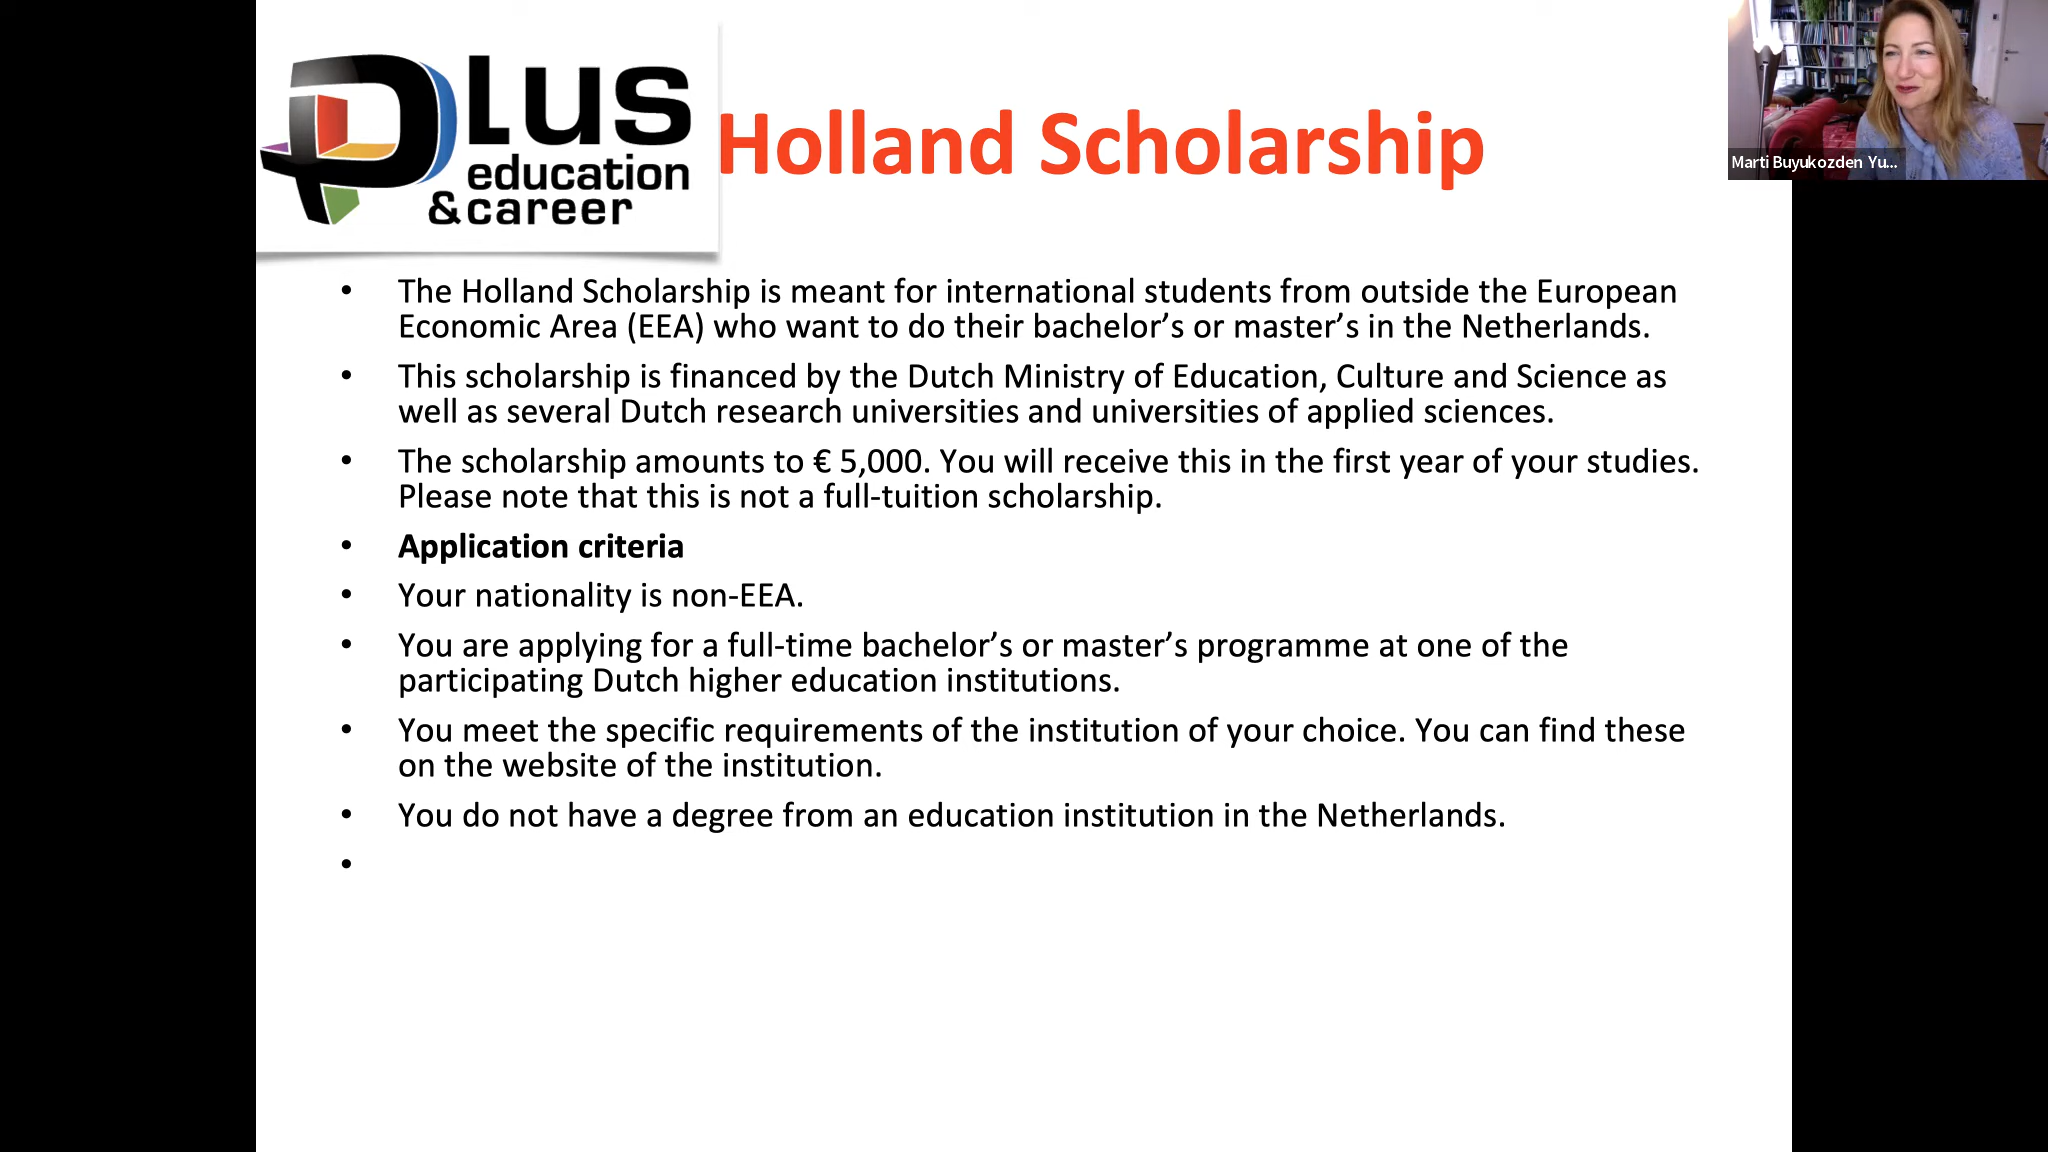 Plus
education
& career
Holland Scholarship
Marti Buyukozden Yu...
• The Holland Scholarship is meant for international students from outside the European
Economic Area (EEA) who want to do their bachelor’s or master’s in the Netherlands.
• This scholarship is financed by the Dutch Ministry of Education, Culture and Science as
well as several Dutch research universities and universities of applied sciences.
• The scholarship amounts to € 5,000. You will receive this in the first year of your studies.
Please note that this is not a full-tuition scholarship.
• Application criteria
• Your nationality is non-EEA.
• You are applying for a full-time bachelor’s or master’s programme at one of the
participating Dutch higher education institutions.
• You meet the specific requirements of the institution of your choice. You can find these
on the website of the institution.
• You do not have a degree from an education institution in the Netherlands.
•